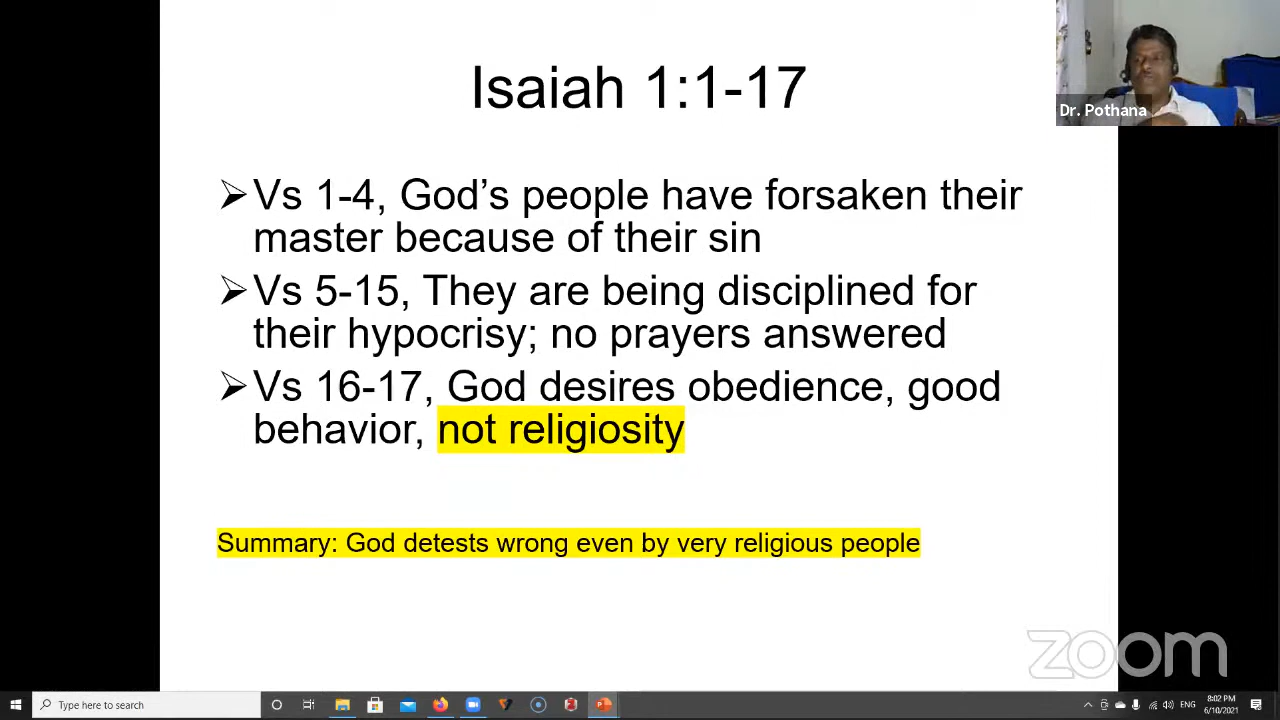 Isaiah 1:1-17
Dr. Pothana
➢Vs 1-4, God’s people have forsaken their
master because of their sin
➢Vs 5-15, They are being disciplined for
their hypocrisy; no prayers answered
➢Vs 16-17, God desires obedience, good
behavior, not religiosity
Summary: God detests wrong even by very religious people
zoom
Type here to search
ENG
8:02 PM
6/10/2021